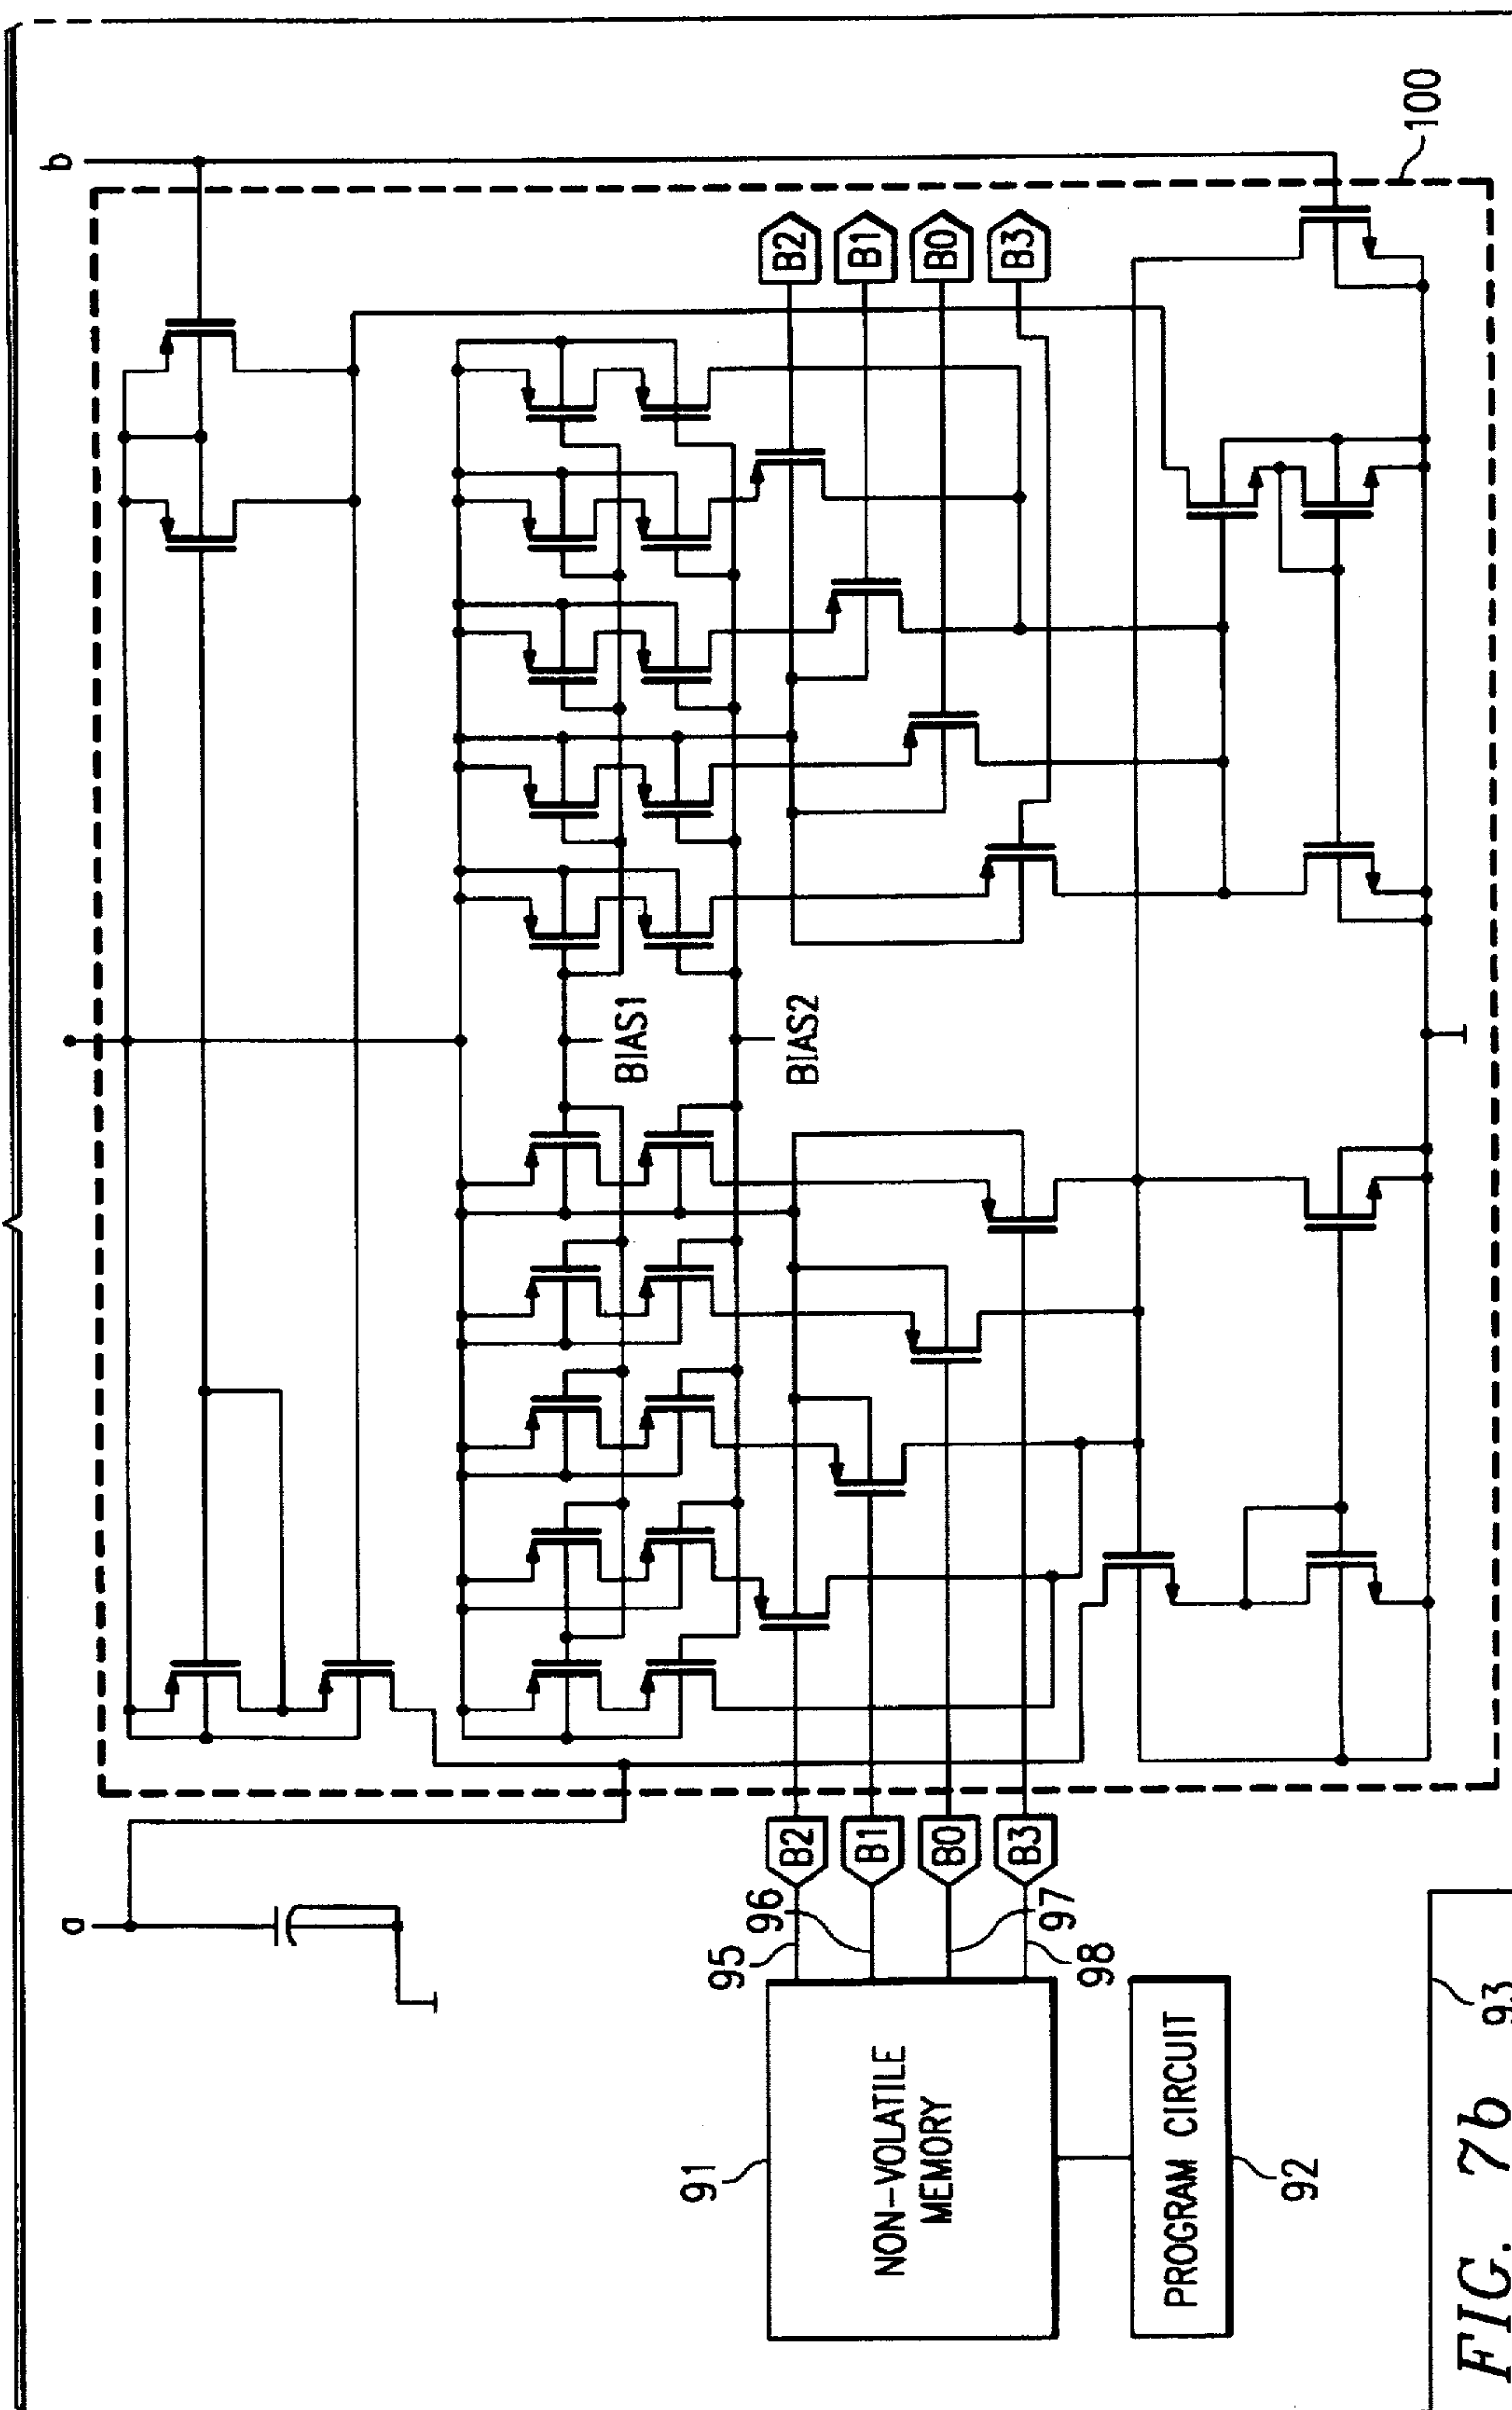 a
b
BIAS1
BIAS2
B2
B1
B0
B3
B2
B1
B0
B3
95
96
97
98
91
NON-VOLATILE
MEMORY
PROGRAM CIRCUIT
92
93
100
FIG. 7b